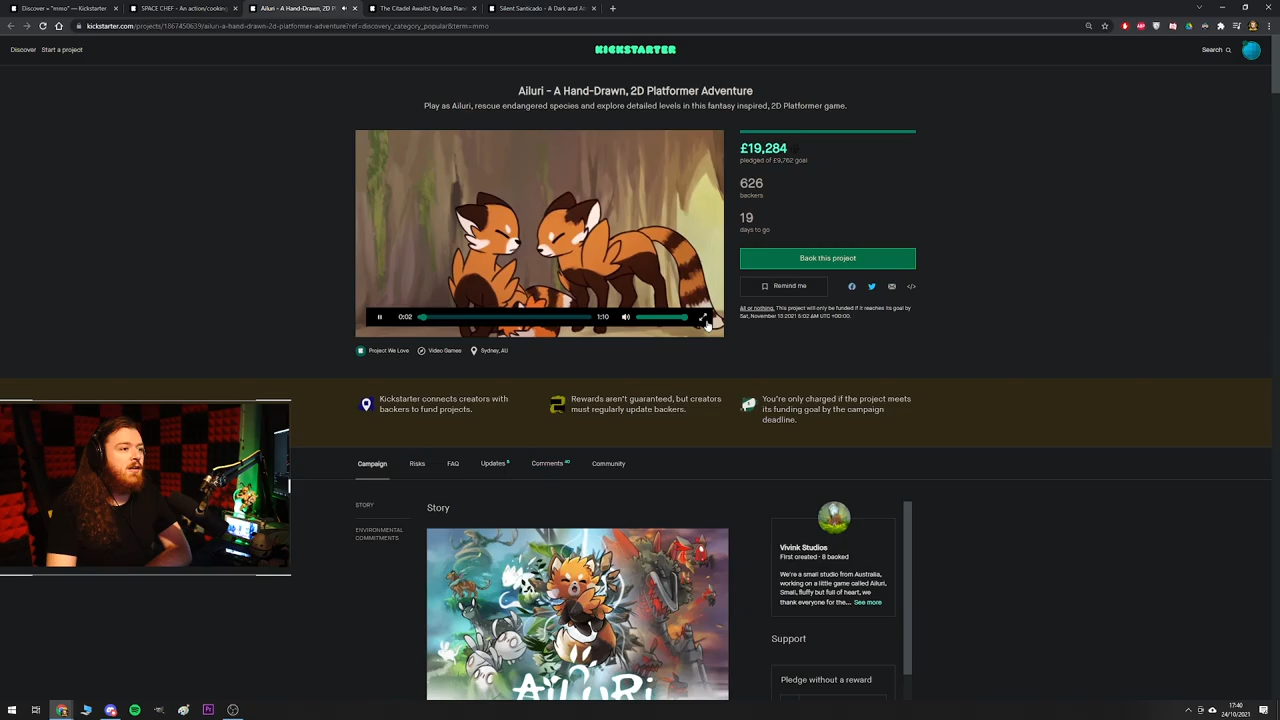 Discover » "mmo" — Kickstarter
SPACE CHEF - An action/cooking
Ailuri - A Hand-Drawn, 2D Pl
The Citadel Awaits! by Idea Plan
Silent Santicado - A Dark and At
kickstarter.com/projects/1867450639/ailuri-a-hand-drawn-2d-platformer-adventure?ref=discovery_category_popular&term=mmo
Discover
Start a project
KICKSTARTER
Search
Ailuri - A Hand-Drawn, 2D Platformer Adventure
Play as Ailuri, rescue endangered species and explore detailed levels in this fantasy inspired, 2D Platformer game.
£19,284
pledged of £9,762 goal
626
backers
19
days to go
Back this project
Remind me
All or nothing. This project will only be funded if it reaches its goal by
Sat, November 13 2021 5:02 AM UTC +00:00.
0:02
1:10
Project We Love
Video Games
Sydney, AU
Kickstarter connects creators with
backers to fund projects.
Rewards aren't guaranteed, but creators
must regularly update backers.
You're only charged if the project meets
its funding goal by the campaign
deadline.
Campaign
Risks
FAQ
Updates
Comments 40
Community
STORY
ENVIRONMENTAL
COMMITMENTS
Story
AiLURi
Vivink Studios
First created · 8 backed
We're a small studio from Australia,
working on a little game called Ailuri.
Small, fluffy but full of heart, we
thank everyone for the... See more
Support
Pledge without a reward
17:40
24/10/2021